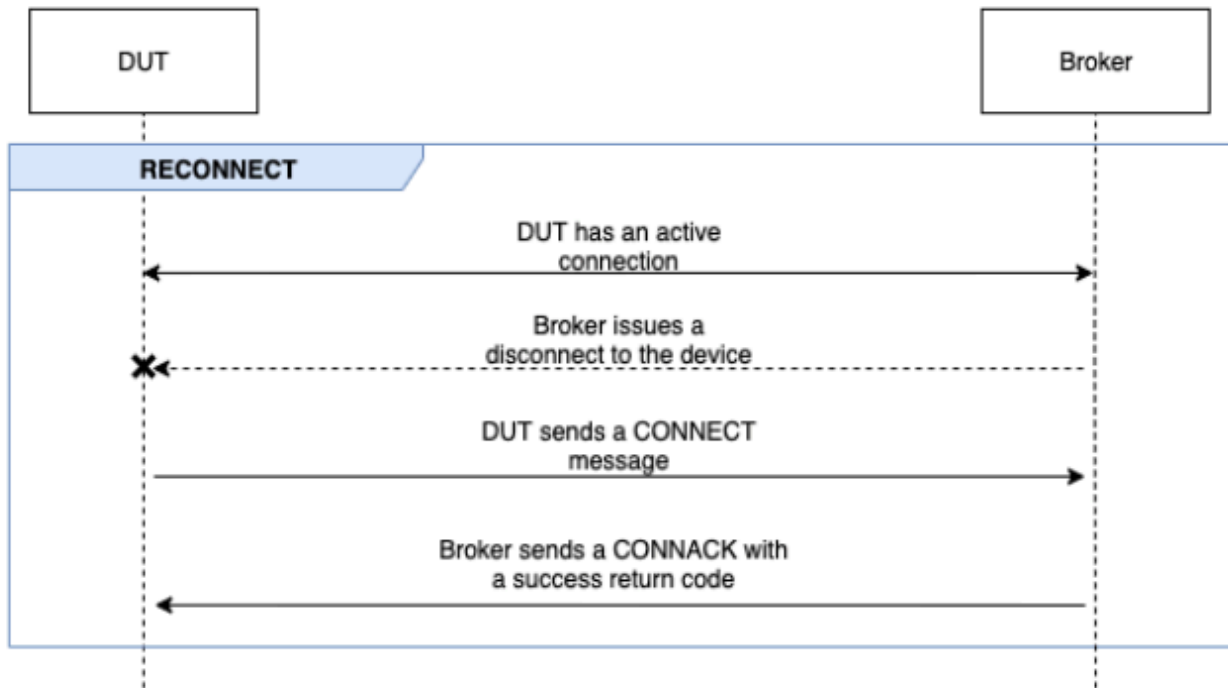 DUT
Broker
RECONNECT
DUT has an active
connection
Broker issues a
disconnect to the device
DUT sends a CONNECT
message
Broker sends a CONNACK with
a success return code